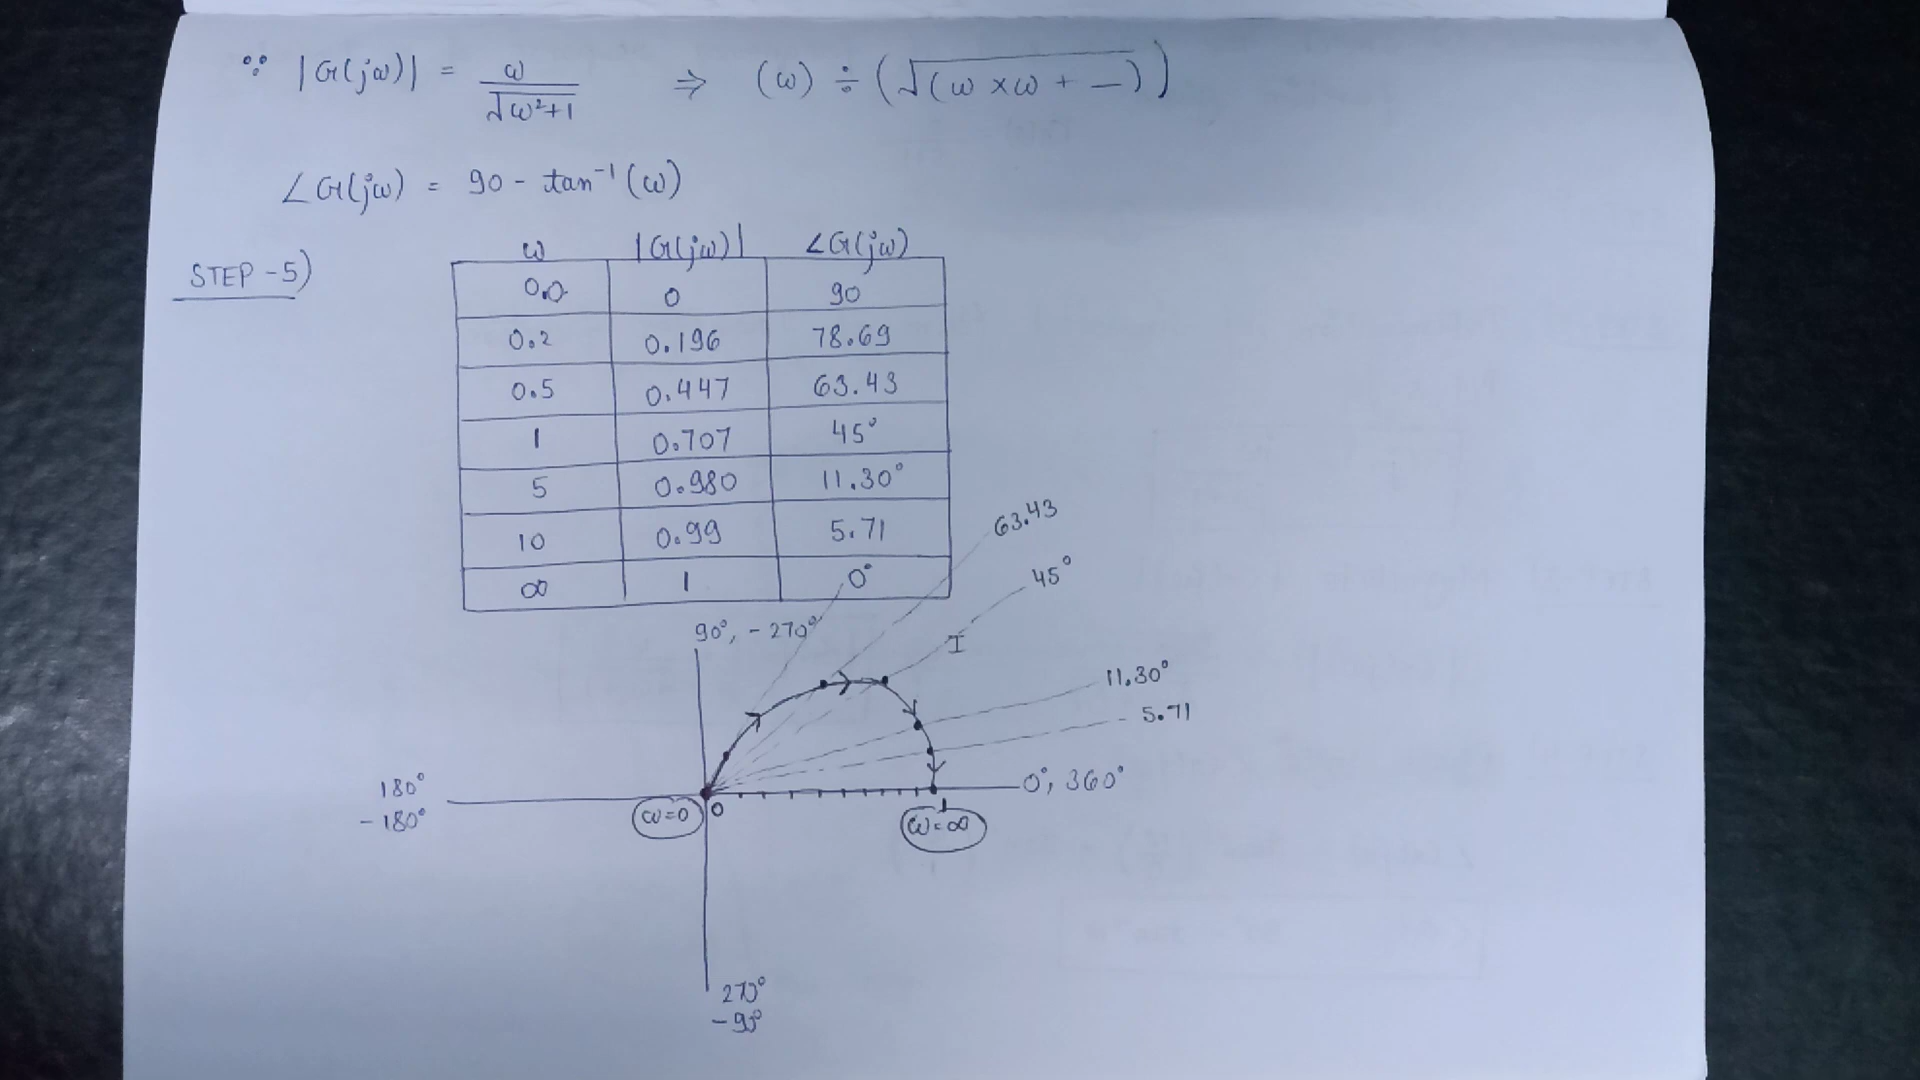 ∵ |G(jω)| = ω / √(ω²+1) ⇒ (ω) ÷ (√(ω×ω + —))
∠G(jω) = 90 - tan⁻¹(ω)
STEP-5)
ω |G(jω)| ∠G(jω)
0.0 0 90
0.2 0.196 78.69
0.5 0.447 63.43
1 0.707 45°
5 0.980 11.30°
10 0.99 5.71
∞ 1 0°
63.43
45°
90°, -270°
I
11.30°
5.71
180°
-180°
0°, 360°
ω=0 0 1
ω=∞
270°
-90°